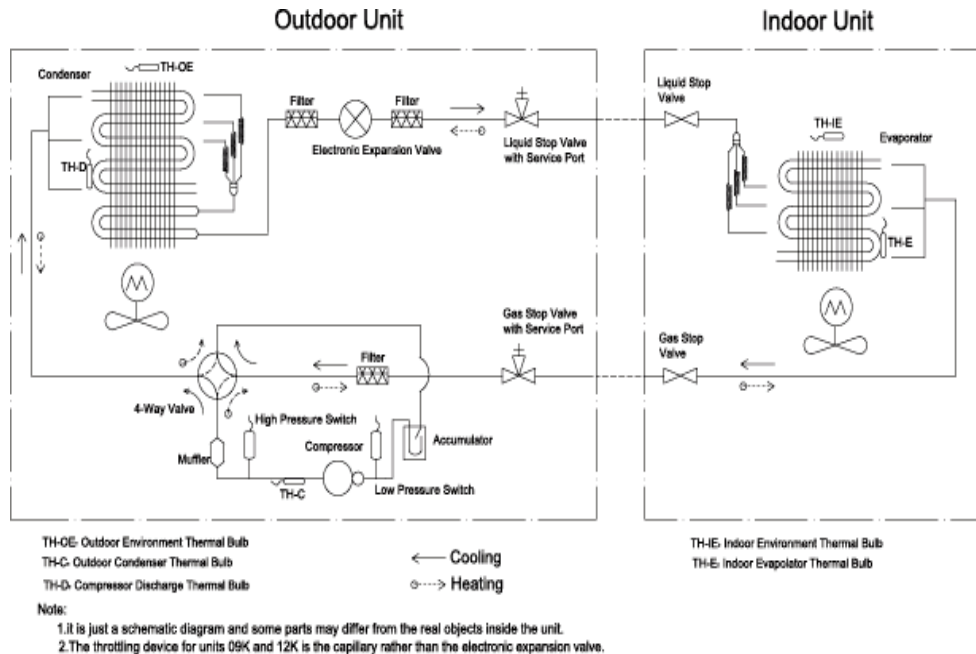 Outdoor Unit
Indoor Unit
TH-OE
Condenser
Filter
Filter
Liquid Stop
Valve
TH-IE
Evaporator
Electronic Expansion Valve
Liquid Stop Valve
with Service Port
TH-D
TH-E
Gas Stop Valve
with Service Port
Gas Stop
Valve
Filter
4-Way Valve
High Pressure Switch
Compressor
Accumulator
Muffler
TH-C
Low Pressure Switch
TH-OE- Outdoor Environment Thermal Bulb
TH-C- Outdoor Condenser Thermal Bulb
TH-D- Compressor Discharge Thermal Bulb
Cooling
Heating
TH-IE- Indoor Environment Thermal Bulb
TH-E- Indoor Evapolator Thermal Bulb
Note:
1.it is just a schematic diagram and some parts may differ from the real objects inside the unit.
2.The throttling device for units 09K and 12K is the capillary rather than the electronic expansion valve.